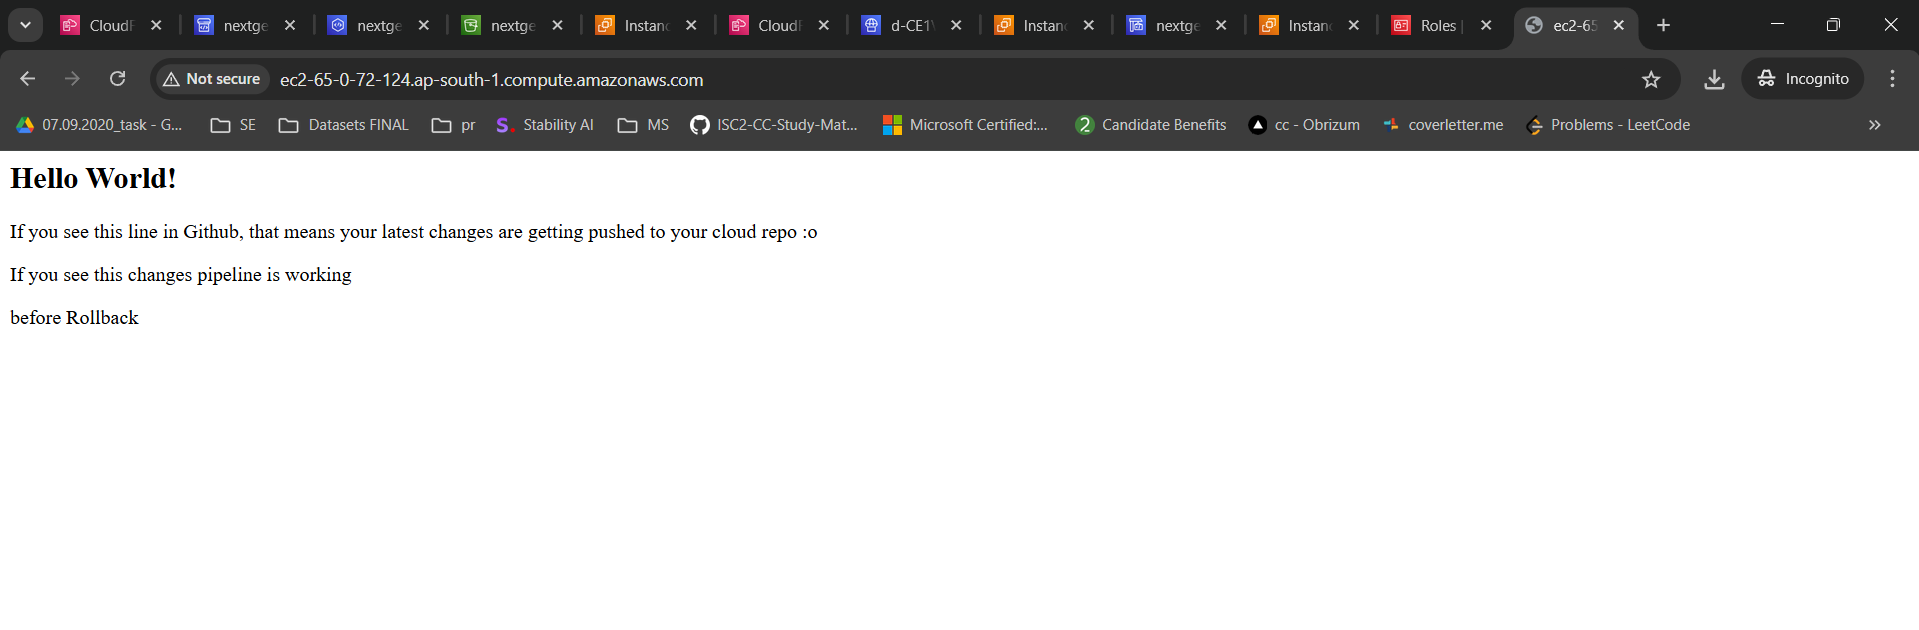 CloudF
nextge
nextge
nextge
Instanc
CloudF
d-CE1
Instanc
nextge
Instanc
Roles |
ec2-65
Not secure
ec2-65-0-72-124.ap-south-1.compute.amazonaws.com
Incognito
07.09.2020_task - G...
SE
Datasets FINAL
pr
S. Stability AI
MS
ISC2-CC-Study-Mat...
Microsoft Certified:...
2 Candidate Benefits
cc - Obrizum
coverletter.me
Problems - LeetCode
Hello World!
If you see this line in Github, that means your latest changes are getting pushed to your cloud repo :o
If you see this changes pipeline is working
before Rollback